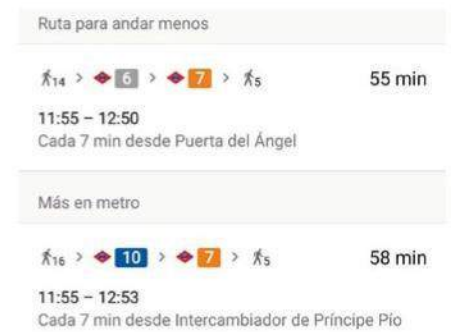 Ruta para andar menos
14 > 6 > 7 > 5 55 min
11:55 – 12:50
Cada 7 min desde Puerta del Ángel
Más en metro
16 > 10 > 7 > 5 58 min
11:55 – 12:53
Cada 7 min desde Intercambiador de Príncipe Pío